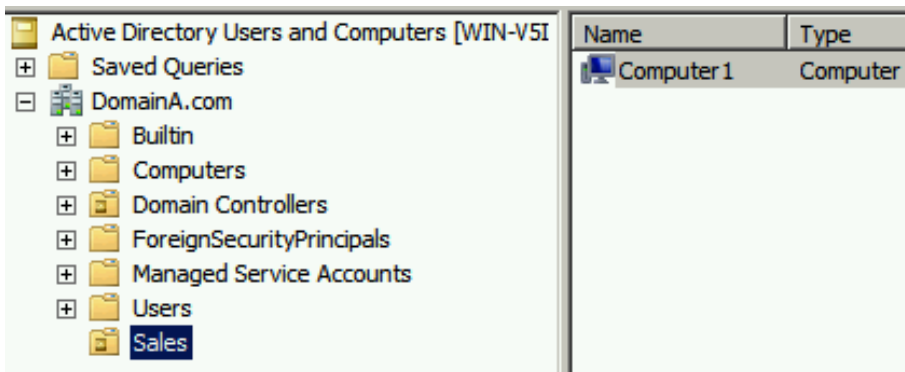 Active Directory Users and Computers [WIN-V5I
Saved Queries
DomainA.com
Builtin
Computers
Domain Controllers
ForeignSecurityPrincipals
Managed Service Accounts
Users
Sales
Name Type
Computer1 Computer